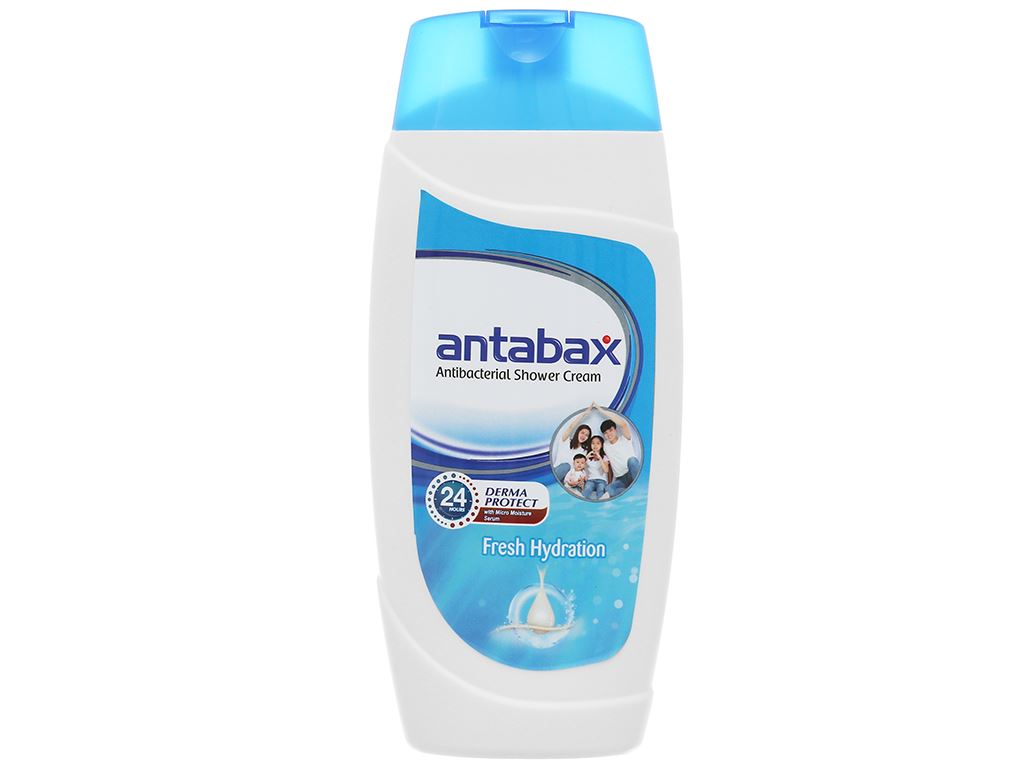 antabax
Antibacterial Shower Cream
24
HOURS
DERMA
PROTECT
with Micro Moisture
Serum
Fresh Hydration